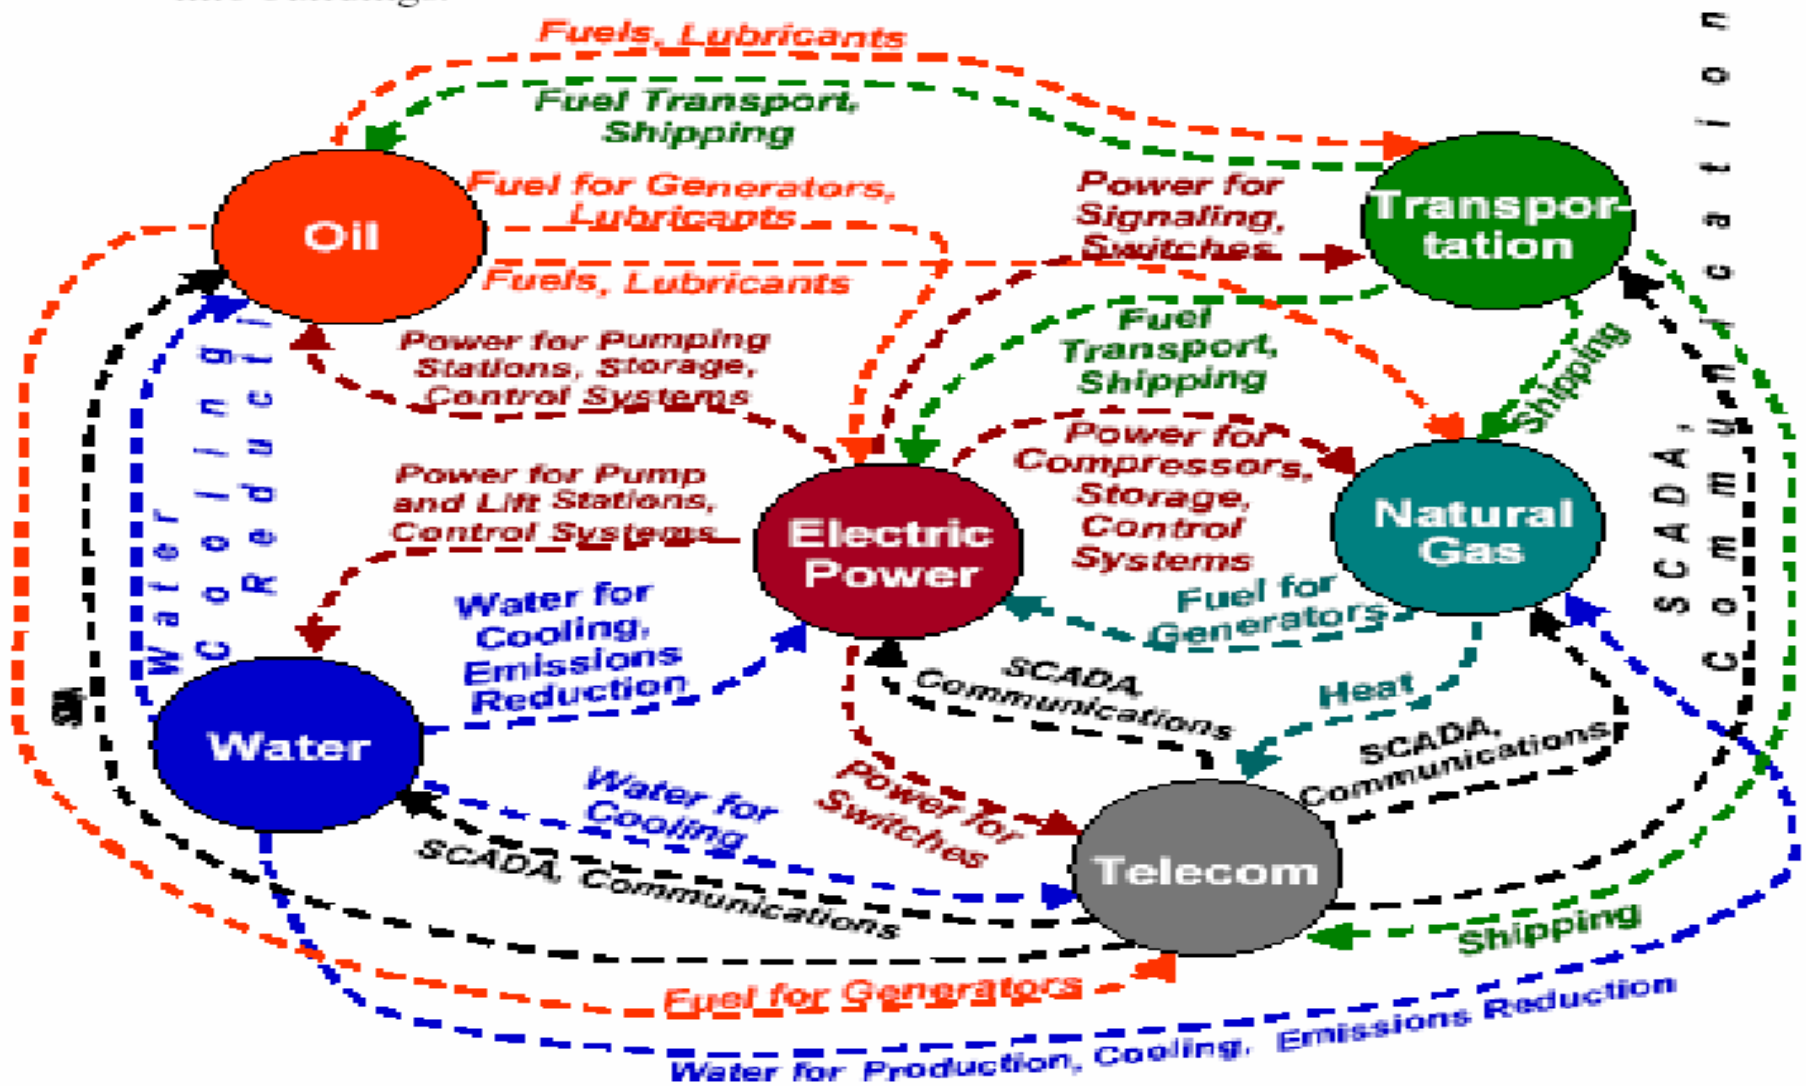 Fuels, Lubricants
Fuel Transport,
Shipping
Fuel for Generators,
Lubricants
Fuels, Lubricants
Oil
Power for
Signaling,
Switches
Transpor-
tation
Fuel
Transport,
Shipping
Shipping
Power for Pumping
Stations, Storage,
Control Systems
Power for
Compressors,
Storage,
Control
Systems
Power for Pump
and Lift Stations,
Control Systems
Electric
Power
Natural
Gas
SCADA,
Communication
Water
Cooling
Reducti
Water for
Cooling,
Emissions
Reduction
Fuel for
Generators
SCADA,
Communications
Heat
SCADA,
Communications
Water
Water for
Cooling
Power for
Switches
SCADA, Communications
Telecom
Shipping
Fuel for Generators
Water for Production, Cooling, Emissions Reduction